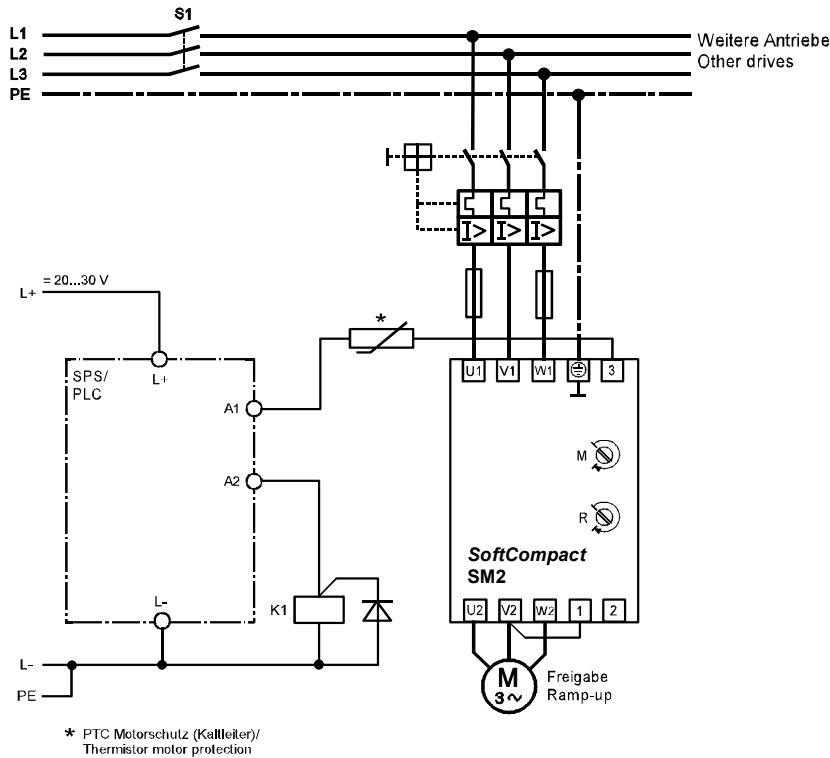 S1
L1
L2
L3
PE
Weitere Antriebe
Other drives
I> I> I>
L+
= 20...30 V
*
SPS/
PLC
L+
U1 V1 W1 3
A1
M
A2
R
SoftCompact
SM2
L-
K1
U2 V2 W2 1 2
L-
PE
M
3~
Freigabe
Ramp-up
* PTC Motorschutz (Kaltleiter)/
Thermistor motor protection